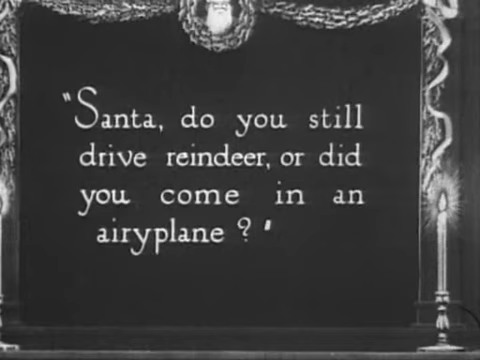 "Santa, do you still
drive reindeer, or did
you come in an
airyplane ? "